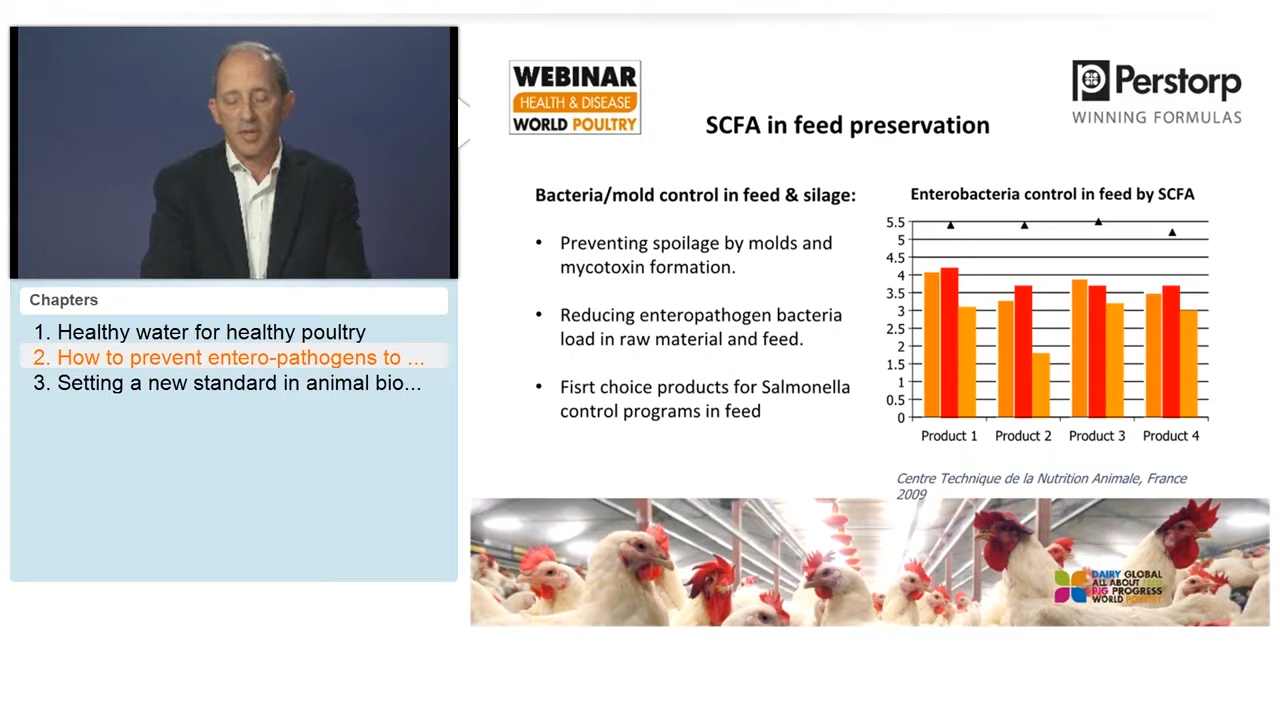 WEBINAR
HEALTH & DISEASE
WORLD POULTRY
Perstorp
WINNING FORMULAS
SCFA in feed preservation
Bacteria/mold control in feed & silage:
• Preventing spoilage by molds and
mycotoxin formation.
• Reducing enteropathogen bacteria
load in raw material and feed.
• Fisrt choice products for Salmonella
control programs in feed
Enterobacteria control in feed by SCFA
5.5
5
4.5
4
3.5
3
2.5
2
1.5
1
0.5
0
Product 1 Product 2 Product 3 Product 4
Centre Technique de la Nutrition Animale, France
2009
DAIRY GLOBAL
ALL ABOUT FEED
PIG PROGRESS
WORLD POULTRY
Chapters
1. Healthy water for healthy poultry
2. How to prevent entero-pathogens to ...
3. Setting a new standard in animal bio...